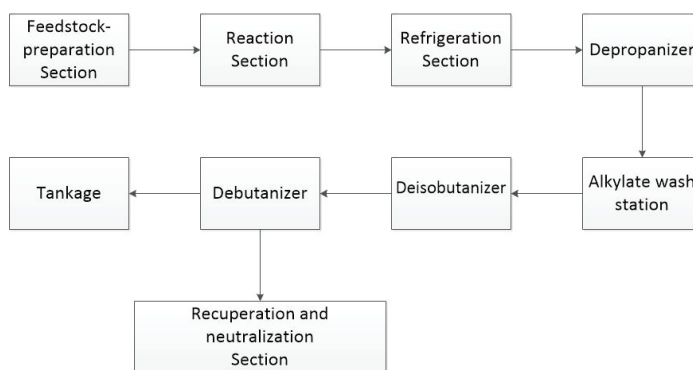 Feedstock-
preparation
Section
Reaction
Section
Refrigeration
Section
Depropanizer
Tankage
Debutanizer
Deisobutanizer
Alkylate wash
station
Recuperation and
neutralization
Section